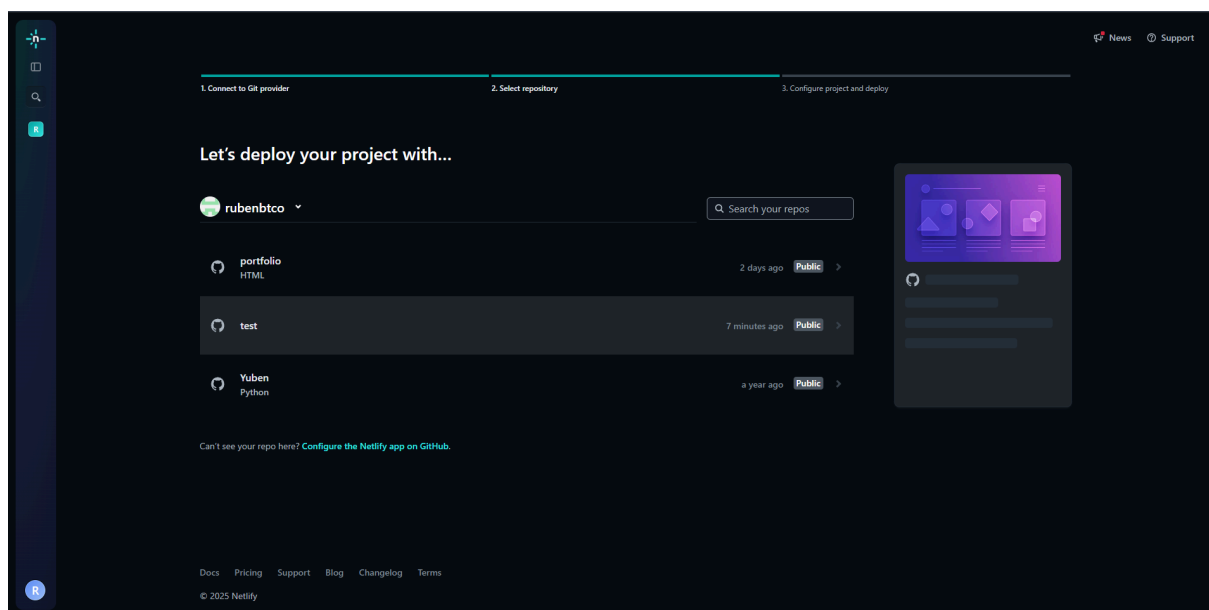 n
News
Support
1. Connect to Git provider
2. Select repository
3. Configure project and deploy
R
Let's deploy your project with...
rubenbtco
Search your repos
portfolio
HTML
2 days ago
Public
test
7 minutes ago
Public
Yuben
Python
a year ago
Public
Can't see your repo here? Configure the Netlify app on GitHub.
Docs
Pricing
Support
Blog
Changelog
Terms
R
© 2025 Netlify